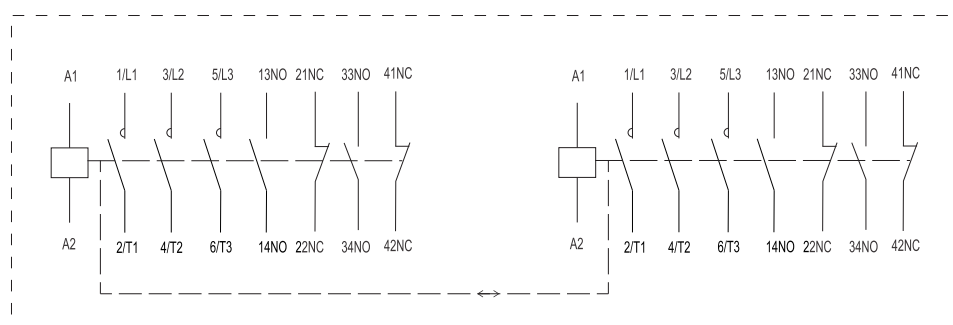 A1 1/L1 3/L2 5/L3 13NO 21NC 33NO 41NC A1 1/L1 3/L2 5/L3 13NO 21NC 33NO 41NC
A2 2/T1 4/T2 6/T3 14NO 22NC 34NO 42NC A2 2/T1 4/T2 6/T3 14NO 22NC 34NO 42NC